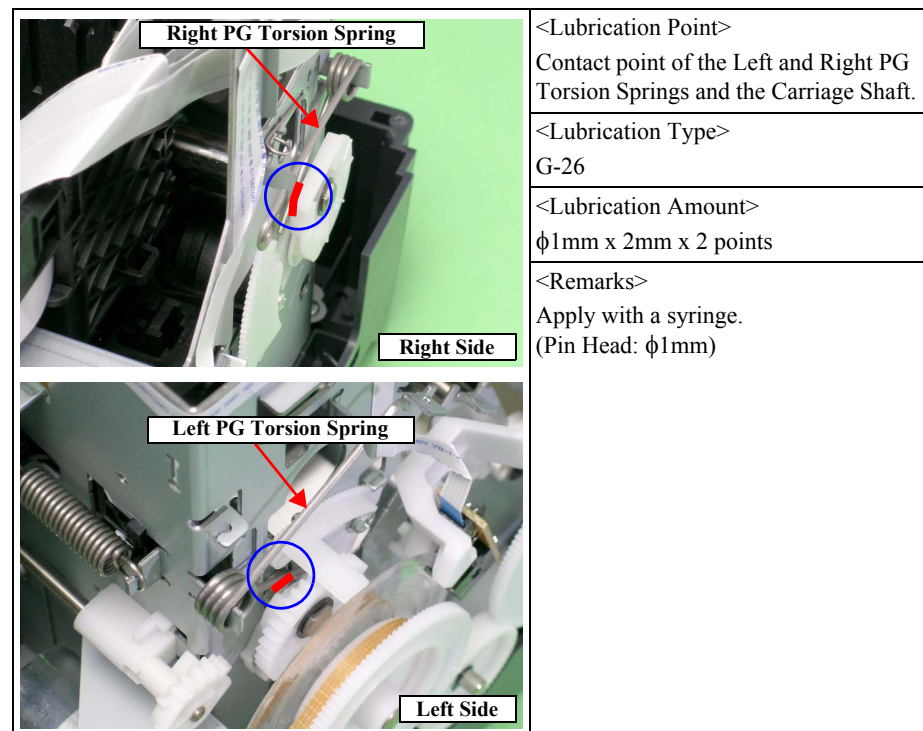 Right PG Torsion Spring
Right Side
Left PG Torsion Spring
Left Side
<Lubrication Point>
Contact point of the Left and Right PG
Torsion Springs and the Carriage Shaft.
<Lubrication Type>
G-26
<Lubrication Amount>
ϕ1mm x 2mm x 2 points
<Remarks>
Apply with a syringe.
(Pin Head: ϕ1mm)